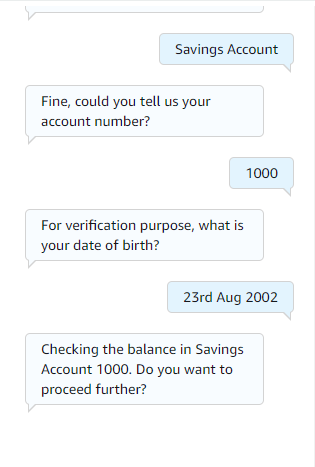 Savings Account
Fine, could you tell us your
account number?
1000
For verification purpose, what is
your date of birth?
23rd Aug 2002
Checking the balance in Savings
Account 1000. Do you want to
proceed further?